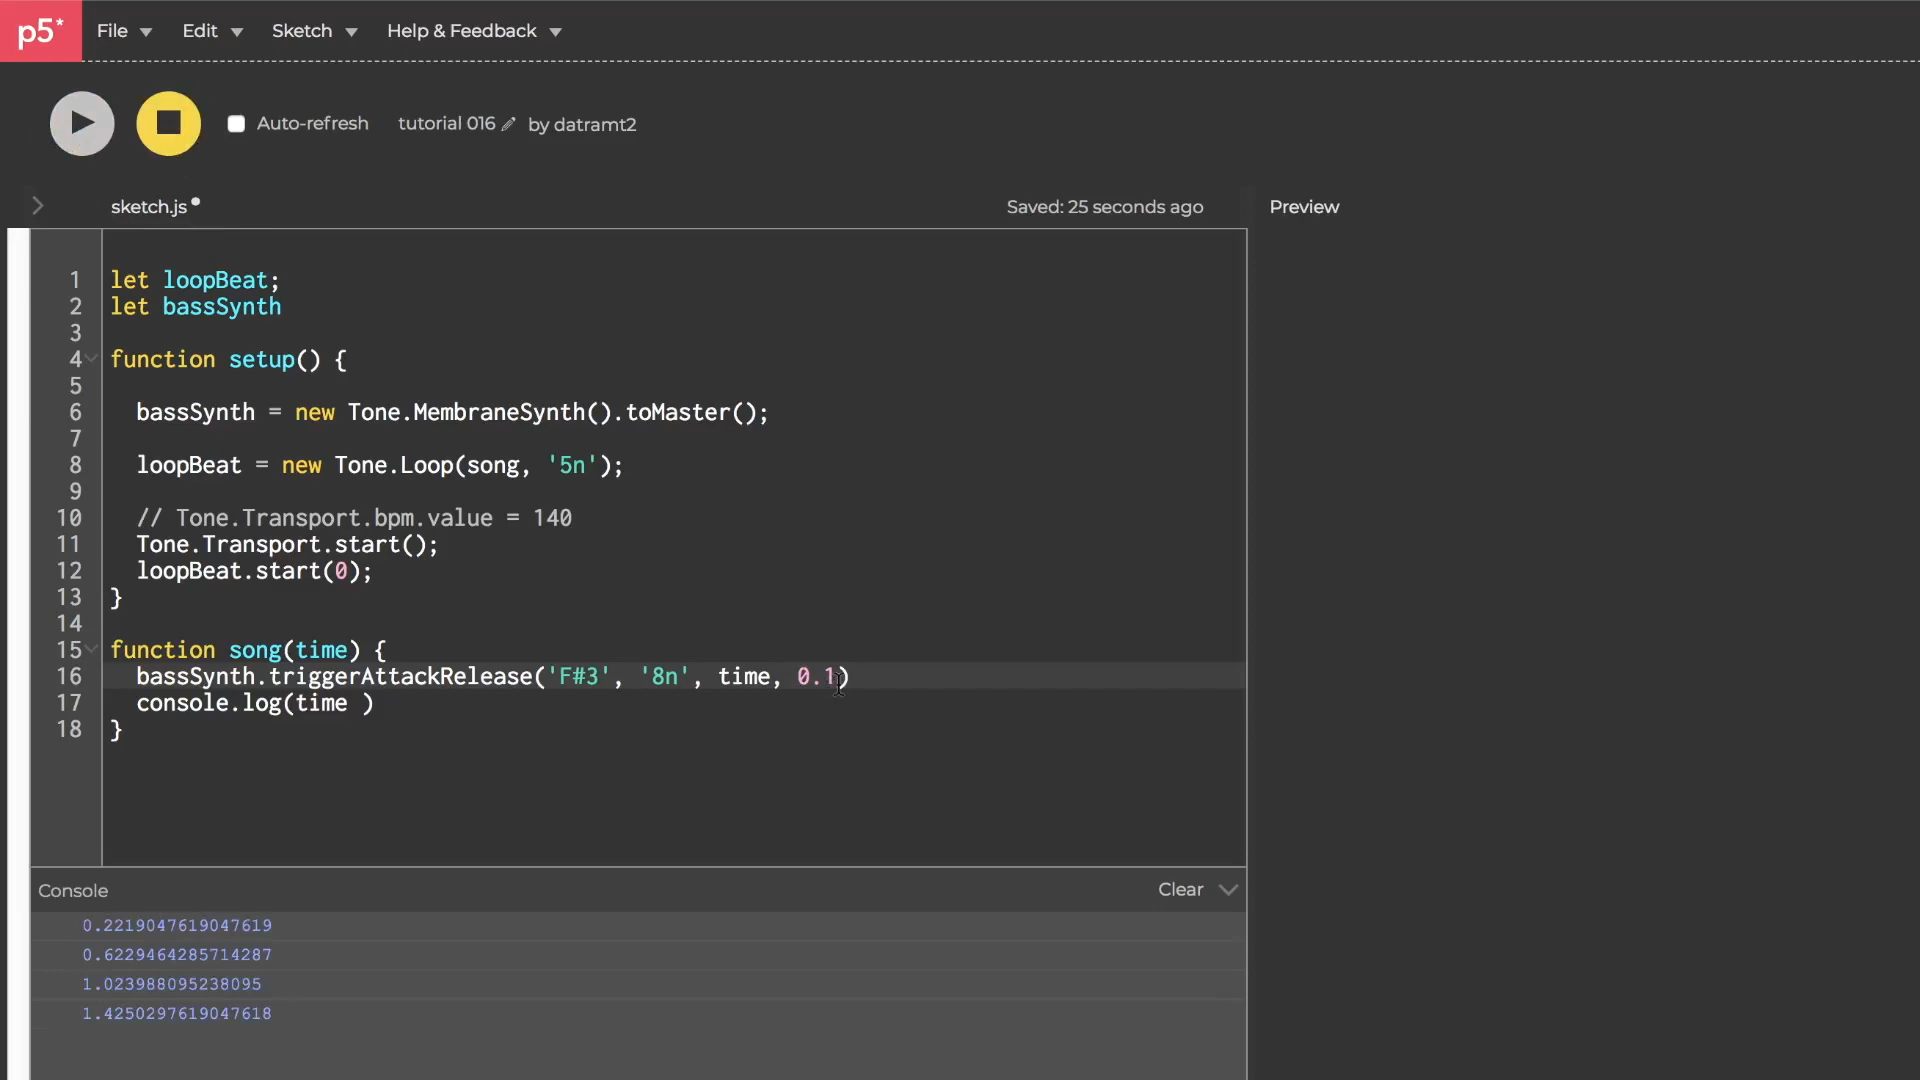 p5* File Edit Sketch Help & Feedback
Auto-refresh tutorial 016 by datramt2
sketch.js Saved: 25 seconds ago Preview
1 let loopBeat;
2 let bassSynth
3
4 function setup() {
5
6 bassSynth = new Tone.MembraneSynth().toMaster();
7
8 loopBeat = new Tone.Loop(song, '5n');
9
10 // Tone.Transport.bpm.value = 140
11 Tone.Transport.start();
12 loopBeat.start(0);
13 }
14
15 function song(time) {
16 bassSynth.triggerAttackRelease('F#3', '8n', time, 0.1)
17 console.log(time )
18 }
Console Clear
0.2219047619047619
0.6229464285714287
1.023988095238095
1.4250297619047618